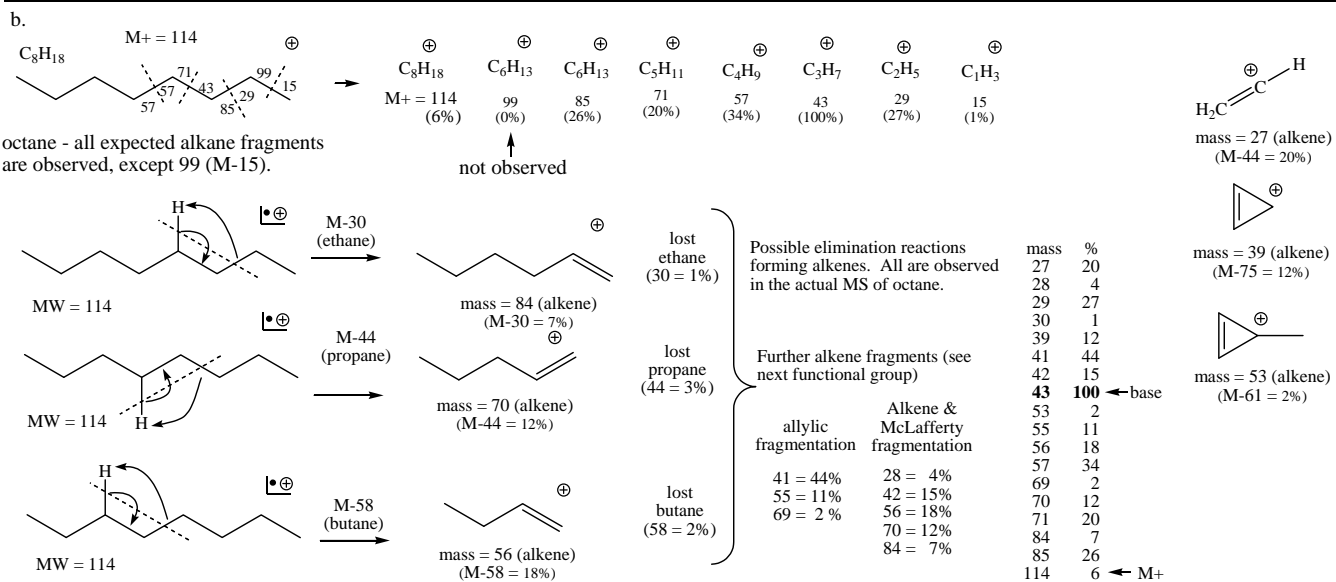 b.
C₈H₁₈
M+ = 114
57
57
71
43
85
29
99
15
⊕ ⊕ ⊕ ⊕ ⊕ ⊕ ⊕ ⊕
C₈H₁₈ C₆H₁₃ C₆H₁₃ C₅H₁₁ C₄H₉ C₃H₇ C₂H₅ C₁H₃
M+ = 114 99 85 71 57 43 29 15
(6%) (0%) (26%) (20%) (34%) (100%) (27%) (1%)
not observed
octane - all expected alkane fragments
are observed, except 99 (M-15).
H
•⊕
MW = 114
M-30
(ethane)
⊕
mass = 84 (alkene)
(M-30 = 7%)
lost
ethane
(30 = 1%)
•⊕
H
MW = 114
M-44
(propane)
⊕
mass = 70 (alkene)
(M-44 = 12%)
lost
propane
(44 = 3%)
H
•⊕
MW = 114
M-58
(butane)
⊕
mass = 56 (alkene)
(M-58 = 18%)
lost
butane
(58 = 2%)
Possible elimination reactions
forming alkenes. All are observed
in the actual MS of octane.
Further alkene fragments (see
next functional group)
allylic
fragmentation
41 = 44%
55 = 11%
69 = 2 %
Alkene &
McLafferty
fragmentation
28 = 4%
42 = 15%
56 = 18%
70 = 12%
84 = 7%
mass %
27 20
28 4
29 27
30 1
39 12
41 44
42 15
43 100 base
53 2
55 11
56 18
57 34
69 2
70 12
71 20
84 7
85 26
114 6 M+
H
⊕
C
H₂C
mass = 27 (alkene)
(M-44 = 20%)
⊕
mass = 39 (alkene)
(M-75 = 12%)
⊕
mass = 53 (alkene)
(M-61 = 2%)